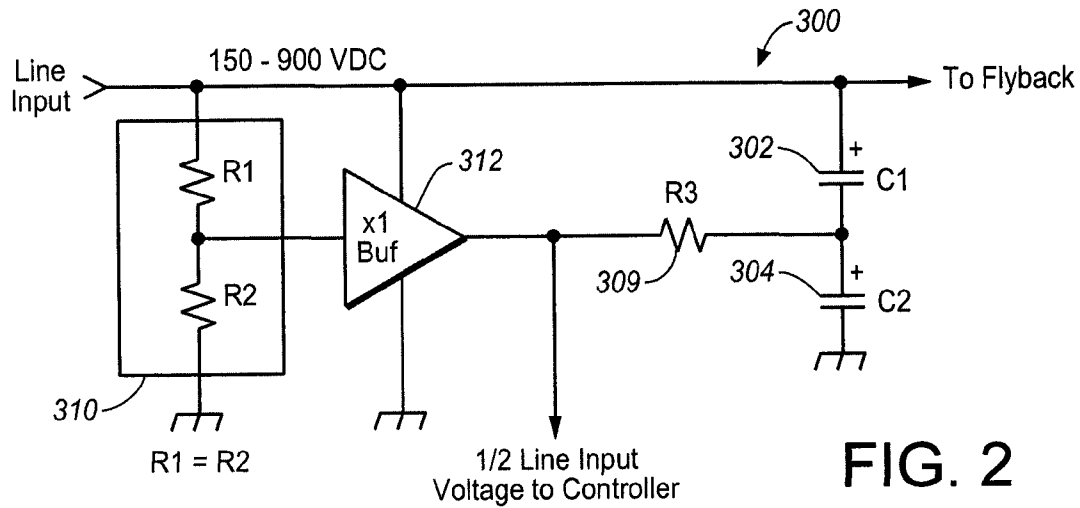 300
150 - 900 VDC
Line
Input
To Flyback
R1
312
302
+
C1
x1
Buf
R3
R2
309
304
+
C2
310
R1 = R2
1/2 Line Input
Voltage to Controller
FIG. 2